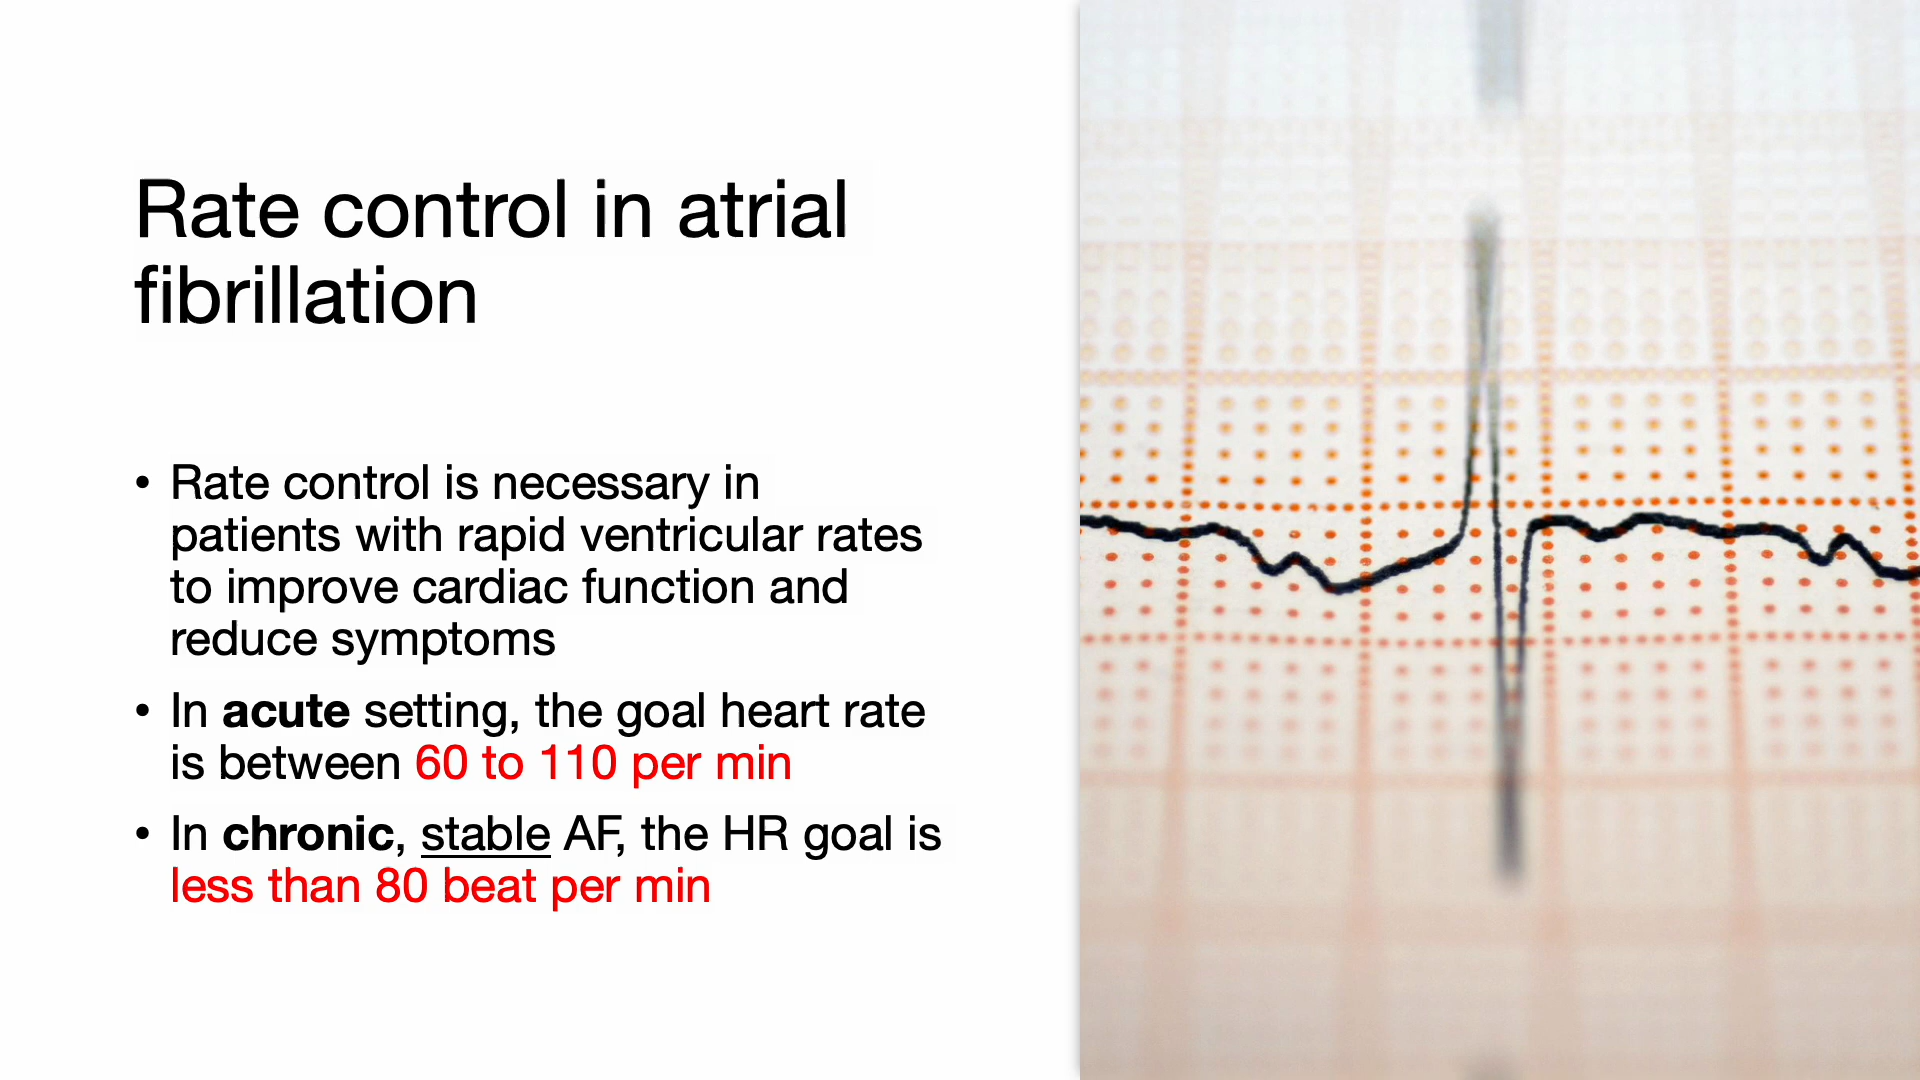 Rate control in atrial
fibrillation
• Rate control is necessary in
patients with rapid ventricular rates
to improve cardiac function and
reduce symptoms
• In acute setting, the goal heart rate
is between 60 to 110 per min
• In chronic, stable AF, the HR goal is
less than 80 beat per min